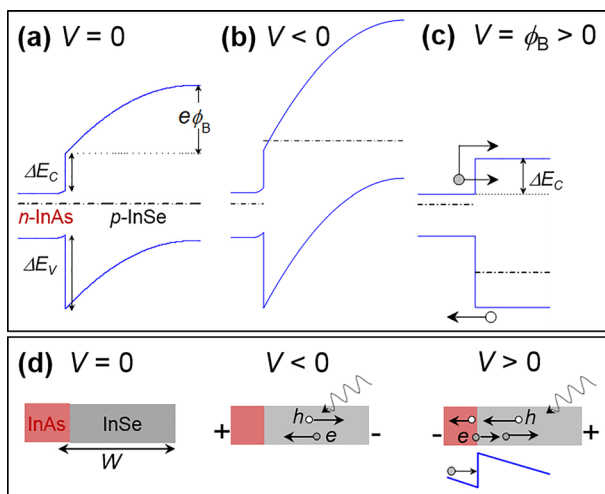 (a) V = 0
(b) V < 0
(c) V = ϕB > 0
eϕB
ΔEC
n-InAs p-InSe
ΔEV
ΔEC
(d) V = 0
V < 0
V > 0
InAs InSe
W
+ h e -
- h e +